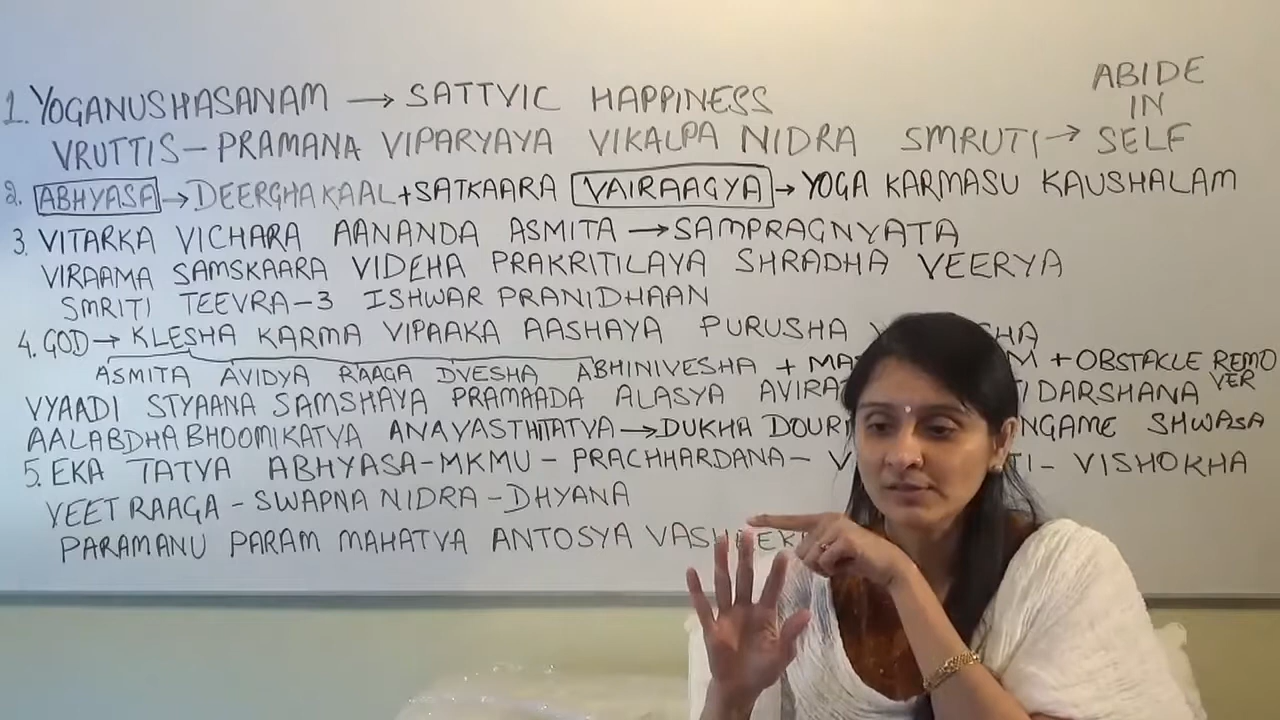 ABIDE
IN
1. YOGANUSHASANAM → SATTVIC HAPPINESS
VRUTTIS – PRAMANA VIPARYAYA VIKALPA NIDRA SMRUTI → SELF
2. ABHYASA → DEERGHA KAAL + SATKAARA VAIRAAGYA → YOGA KARMASU KAUSHALAM
3. VITARKA VICHARA AANANDA ASMITA → SAMPRAGNYATA
VIRAAMA SAMSKAARA VIDEHA PRAKRITILAYA SHRADHA VEERYA
SMRITI TEEVRA – 3 ISHWAR PRANIDHAAN
4. GOD → KLESHA KARMA VIPAAKA AASHAYA PURUSHA
ASMITA AVIDYA RAAGA DVESHA ABHINIVESHA + + OBSTACLE REMO
VER
VYAADI STYAANA SAMSHAYA PRAMAADA ALASYA DARSHANA
AALABDHA BHOOMIKATVA ANAVASTHITATVA → DUKHA SHWASA
5. EKA TATVA ABHYASA – MKMU – PRACHHARDANA – – VISHOKHA
VEET RAAGA – SWAPNA NIDRA – DHYANA
PARAMANU PARAM MAHATVA ANTOSYA